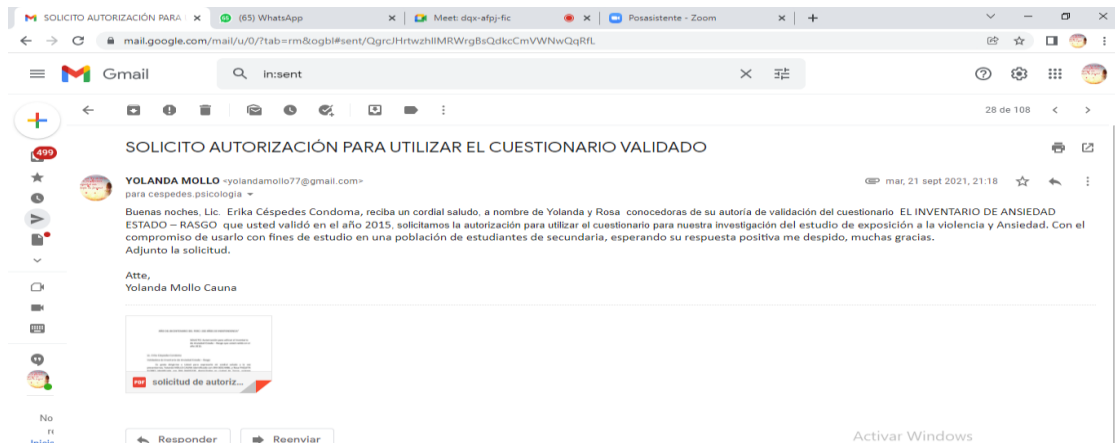 SOLICITO AUTORIZACIÓN PARA
(65) WhatsApp
Meet: dqx-afpj-fic
Posasistente - Zoom
mail.google.com/mail/u/0/?tab=rm&ogbl#sent/QgrcJHrtwzhllMRWrgBsQdkcCmVWNwQqRfL
Gmail
in:sent
28 de 108
499
SOLICITO AUTORIZACIÓN PARA UTILIZAR EL CUESTIONARIO VALIDADO
YOLANDA MOLLO <yolandamollo77@gmail.com>
mar, 21 sept 2021, 21:18
para cespedes.psicologia
Buenas noches, Lic. Erika Céspedes Condoma, reciba un cordial saludo, a nombre de Yolanda y Rosa conocedoras de su autoría de validación del cuestionario EL INVENTARIO DE ANSIEDAD
ESTADO – RASGO que usted validó en el año 2015, solicitamos la autorización para utilizar el cuestionario para nuestra investigación del estudio de exposición a la violencia y Ansiedad. Con el
compromiso de usarlo con fines de estudio en una población de estudiantes de secundaria, esperando su respuesta positiva me despido, muchas gracias.
Adjunto la solicitud.
Atte,
Yolanda Mollo Cauna
PDF solicitud de autoriz...
No
Responder
Reenviar
Activar Windows